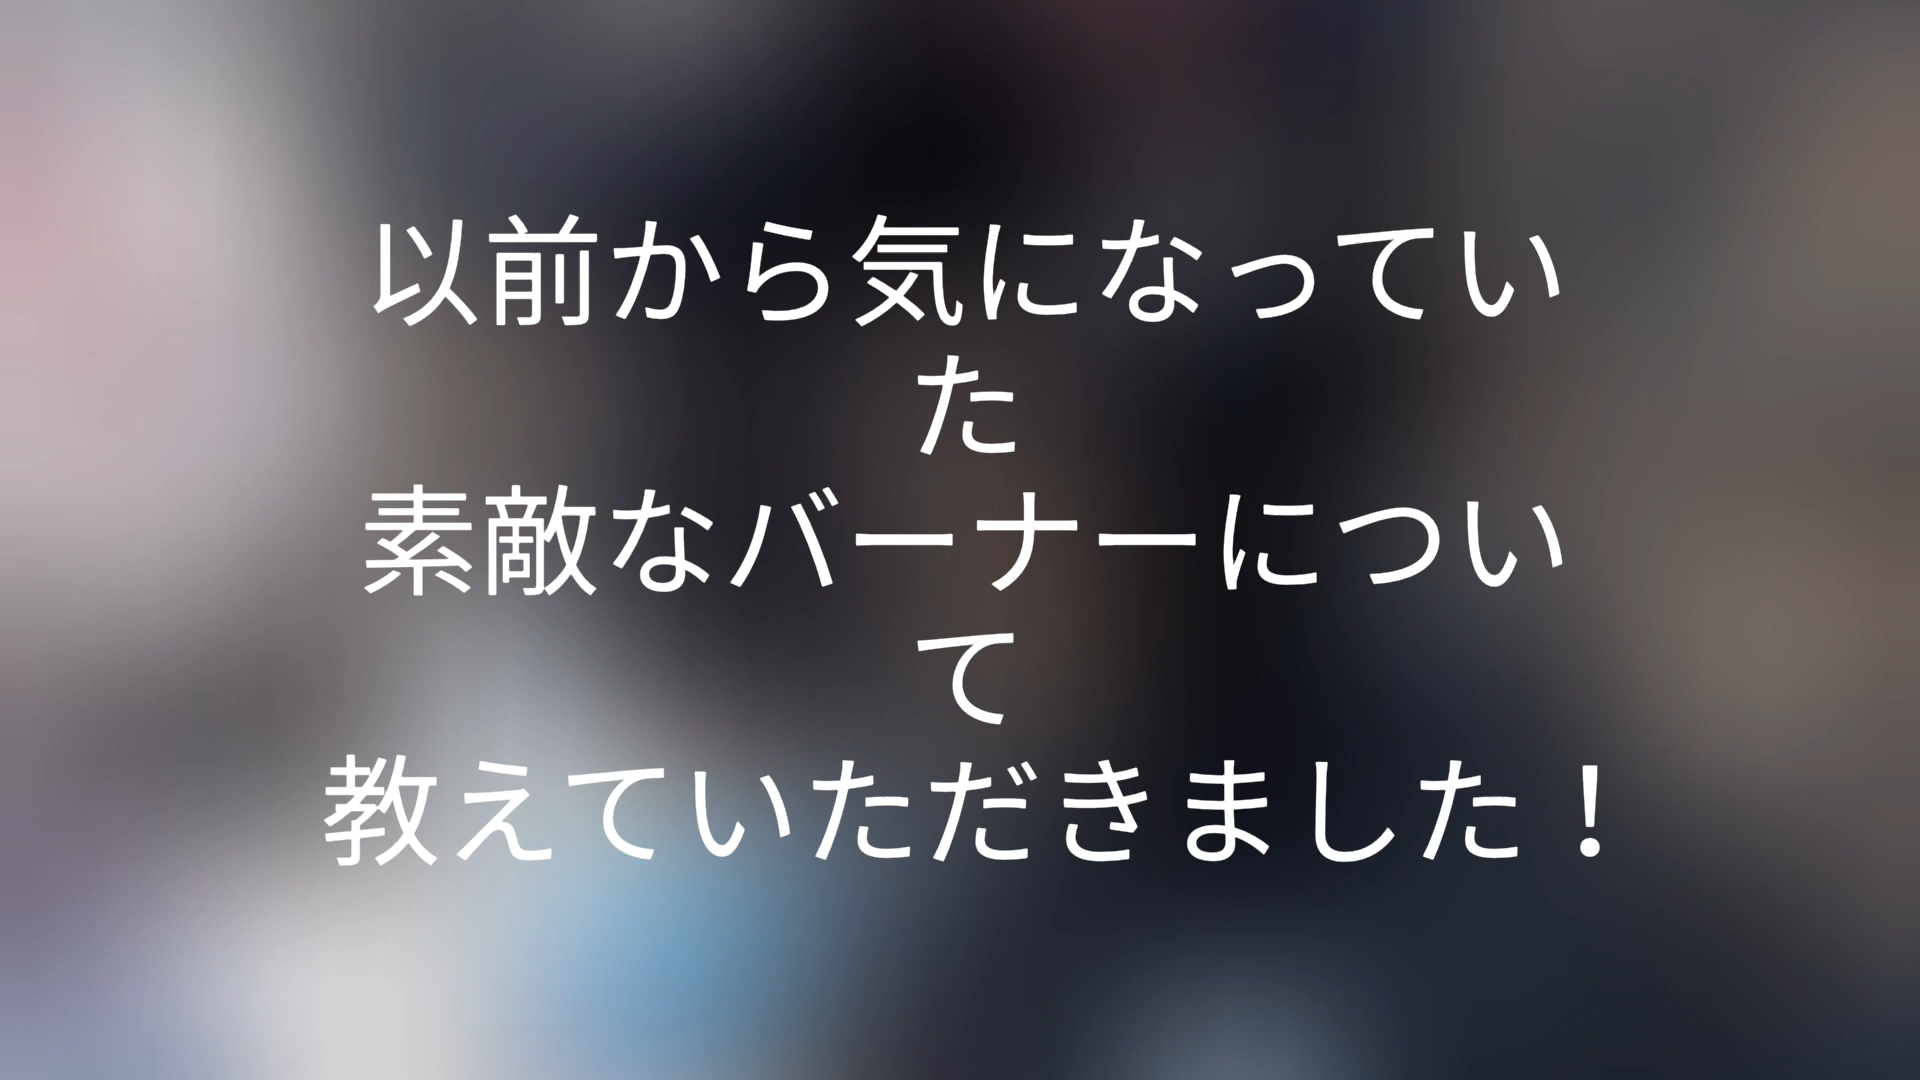 以前から気になってい
た
素敵なバーナーについ
て
教えていただきました！